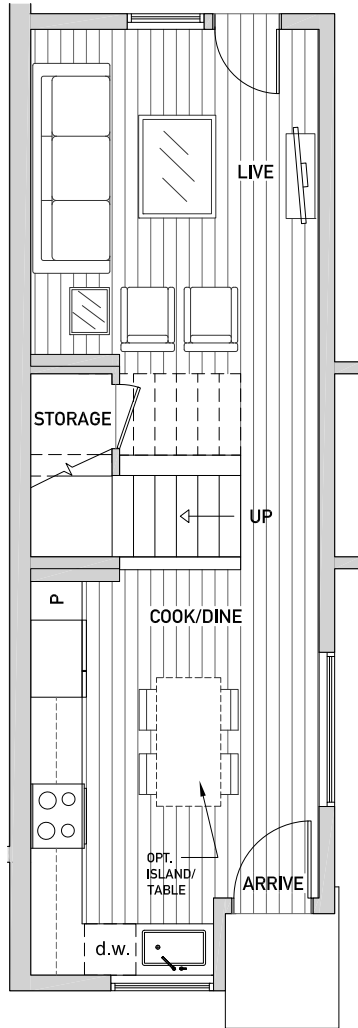 LIVE
STORAGE
UP
P
COOK/DINE
OPT.
ISLAND/
TABLE
ARRIVE
d.w.